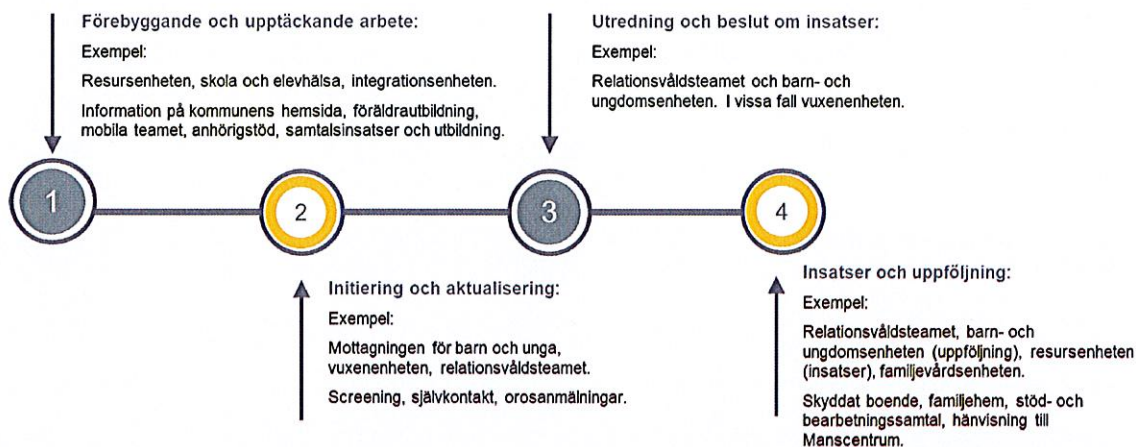 Förebyggande och upptäckande arbete:
Exempel:
Resursenheten, skola och elevhälsa, integrationsenheten.
Information på kommunens hemsida, föräldrautbildning,
mobila teamet, anhörigstöd, samtalsinsatser och utbildning.
Utredning och beslut om insatser:
Exempel:
Relationsvåldsteamet och barn- och
ungdomsenheten. I vissa fall vuxenenheten.
1
2
3
4
Initiering och aktualisering:
Exempel:
Mottagningen för barn och unga,
vuxenenheten, relationsvåldsteamet.
Screening, självkontakt, orosanmälningar.
Insatser och uppföljning:
Exempel:
Relationsvåldsteamet, barn- och
ungdomsenheten (uppföljning), resursenheten
(insatser), familjevårdsenheten.
Skyddat boende, familjehem, stöd- och
bearbetningssamtal, hänvisning till
Manscentrum.